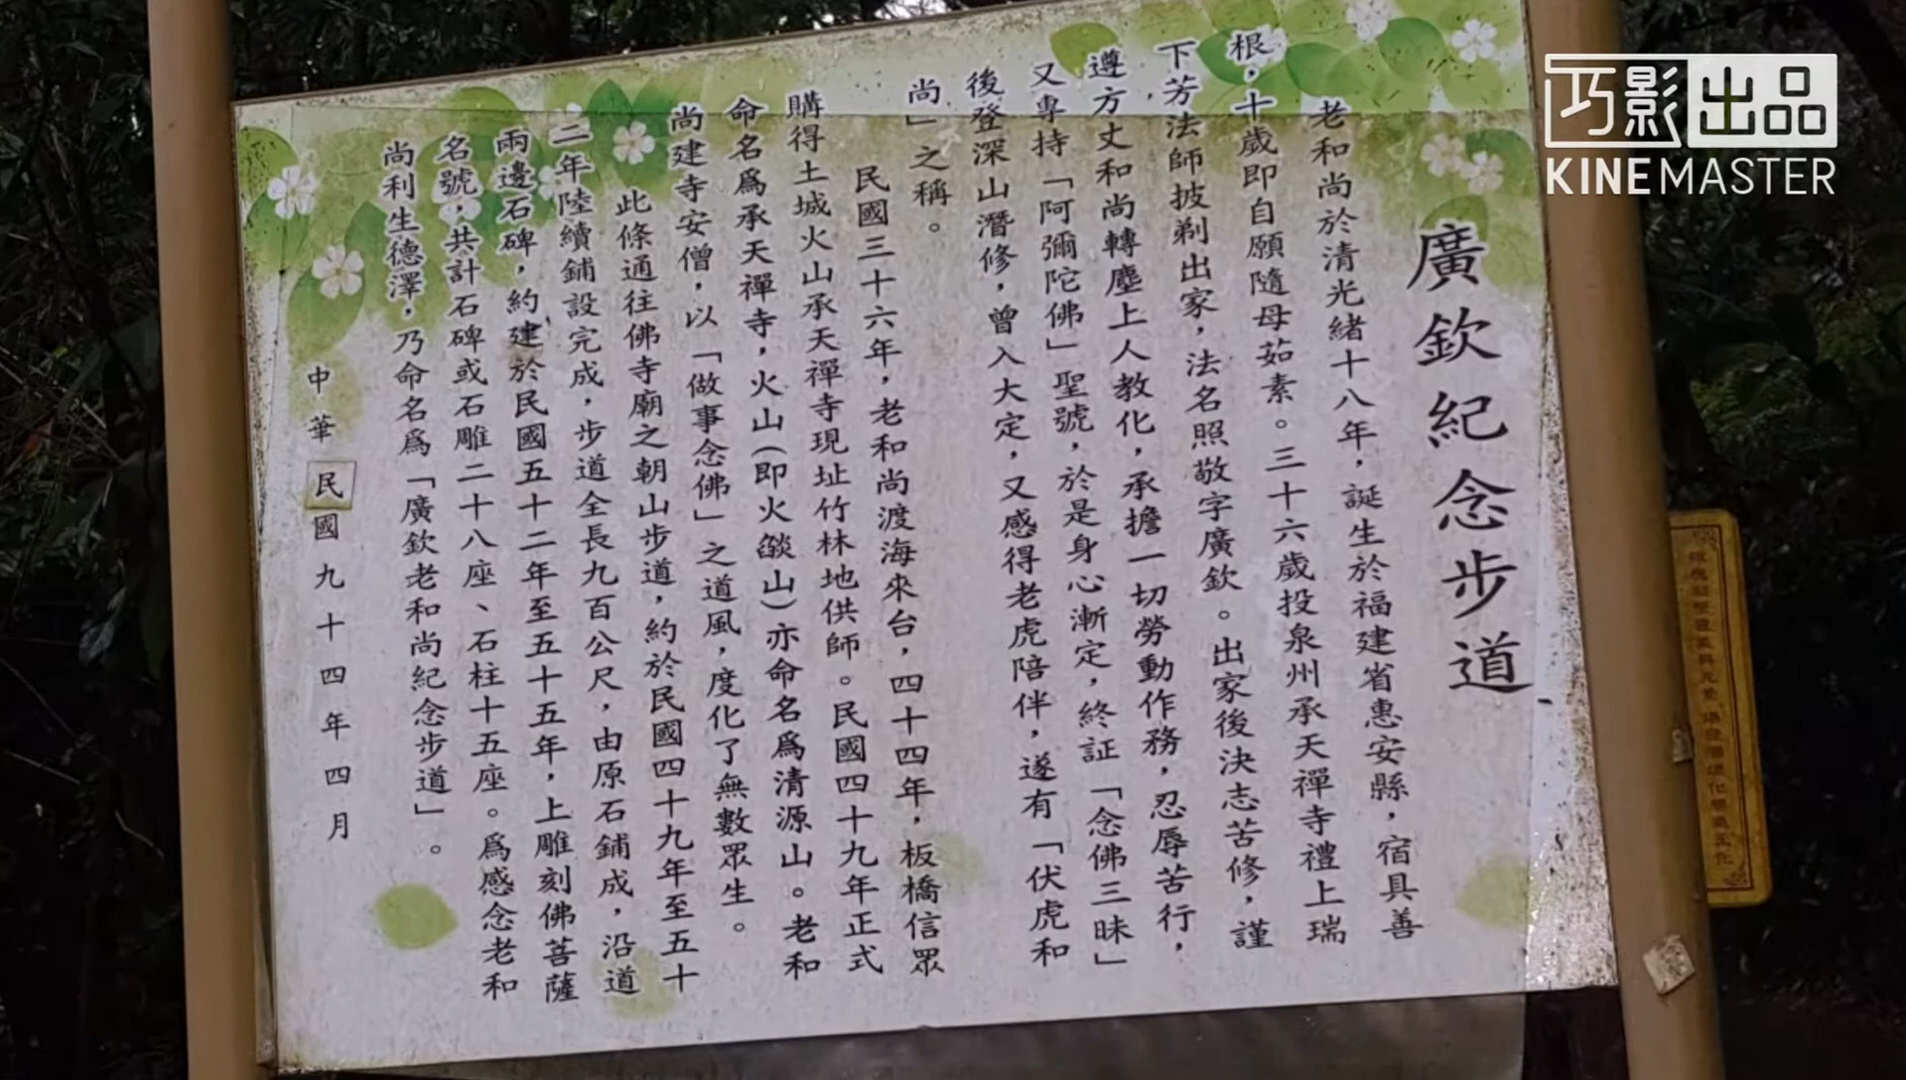 廣欽紀念步道
老和尚於清光緒十八年，誕生於福建省惠安縣，宿具善
根，十歲即自願隨母茹素。三十六歲投泉州承天禪寺禮上瑞
下芳法師披剃出家，法名照敬字廣欽。出家後決志苦修，謹
遵方丈和尚轉塵上人教化，承擔一切勞動作務，忍辱苦行，
又專持「阿彌陀佛」聖號，於是身心漸定，終証「念佛三昧」
後登深山潛修，曾入大定，又感得老虎陪伴，遂有「伏虎和
尚」之稱。
民國三十六年，老和尚渡海來台，四十四年，板橋信眾
購得土城火山承天禪寺現址竹林地供師。民國四十九年正式
命名爲承天禪寺，火山(即火燄山)亦命名爲清源山。老和
尚建寺安僧，以「做事念佛」之道風，度化了無數眾生。
此條通往佛寺廟之朝山步道，約於民國四十九年至五十
二年陸續鋪設完成，步道全長九百公尺，由原石鋪成，沿道
兩邊石碑，約建於民國五十二年至五十五年，上雕刻佛菩薩
名號，共計石碑或石雕二十八座、石柱十五座。爲感念老和
尚利生德澤，乃命名爲「廣欽老和尚紀念步道」。
中華民國九十四年四月
巧影出品
KINEMASTER